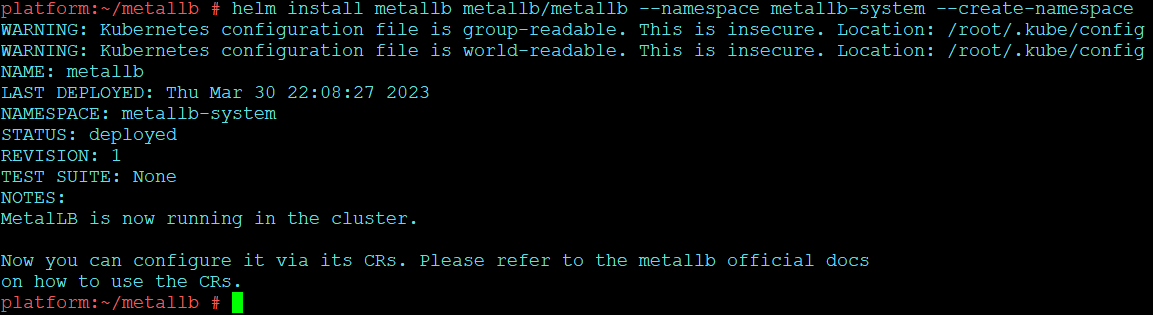 platform:~/metallb # helm install metallb metallb/metallb --namespace metallb-system --create-namespace
WARNING: Kubernetes configuration file is group-readable. This is insecure. Location: /root/.kube/config
WARNING: Kubernetes configuration file is world-readable. This is insecure. Location: /root/.kube/config
NAME: metallb
LAST DEPLOYED: Thu Mar 30 22:08:27 2023
NAMESPACE: metallb-system
STATUS: deployed
REVISION: 1
TEST SUITE: None
NOTES:
MetalLB is now running in the cluster.

Now you can configure it via its CRs. Please refer to the metallb official docs
on how to use the CRs.
platform:~/metallb #